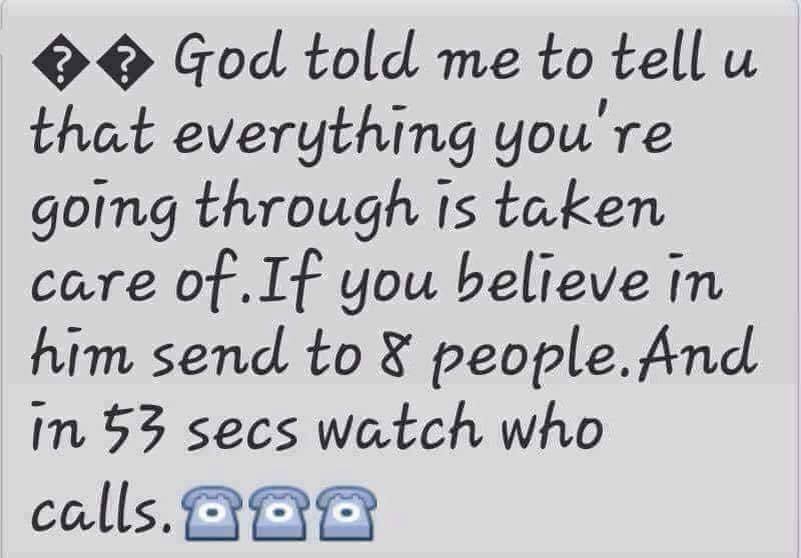 �� God told me to tell u
that everything you're
going through is taken
care of.If you believe in
him send to 8 people.And
in 53 secs watch who
calls.☎☎☎